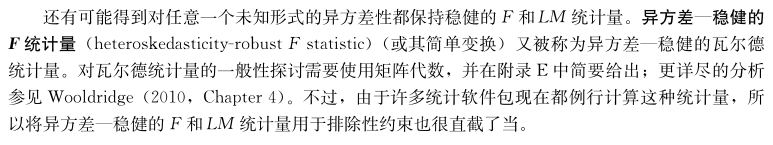 还有可能得到对任意一个未知形式的异方差性都保持稳健的 F 和 LM 统计量。异方差—稳健的
F 统计量（heteroskedasticity-robust F statistic）（或其简单变换）又被称为异方差—稳健的瓦尔德
统计量。对瓦尔德统计量的一般性探讨需要使用矩阵代数，并在附录 E 中简要给出；更详尽的分析
参见 Wooldridge（2010，Chapter 4）。不过，由于许多统计软件包现在都例行计算这种统计量，所
以将异方差—稳健的 F 和 LM 统计量用于排除性约束也很直截了当。